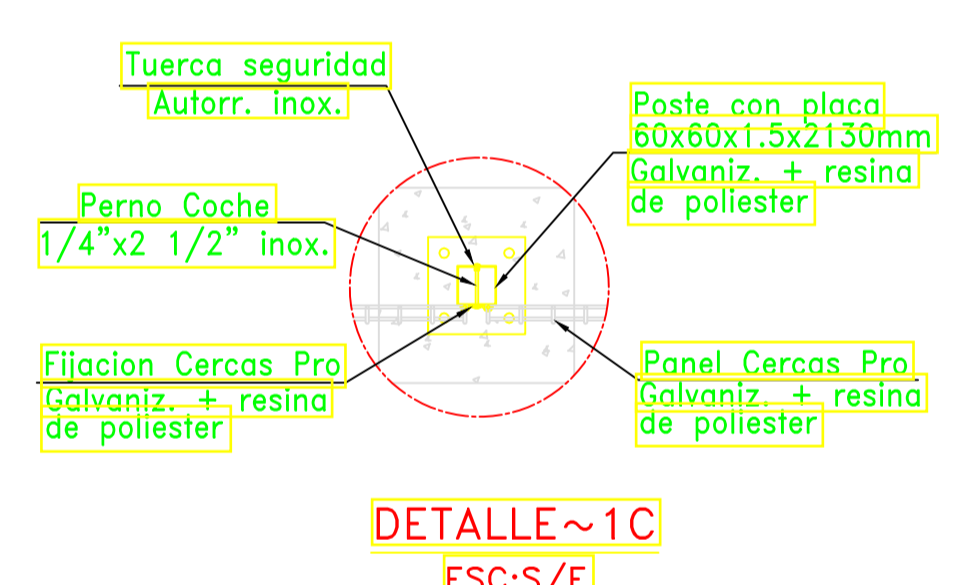 Tuerca seguridad
Autorr. inox.
Poste con placa
60x60x1.5x2130mm
Galvaniz. + resina
de poliester
Perno Coche
1/4"x2 1/2" inox.
Fijacion Cercas Pro
Galvaniz. + resina
de poliester
Panel Cercas Pro
Galvaniz. + resina
de poliester
DETALLE~1C
ESC:S/E